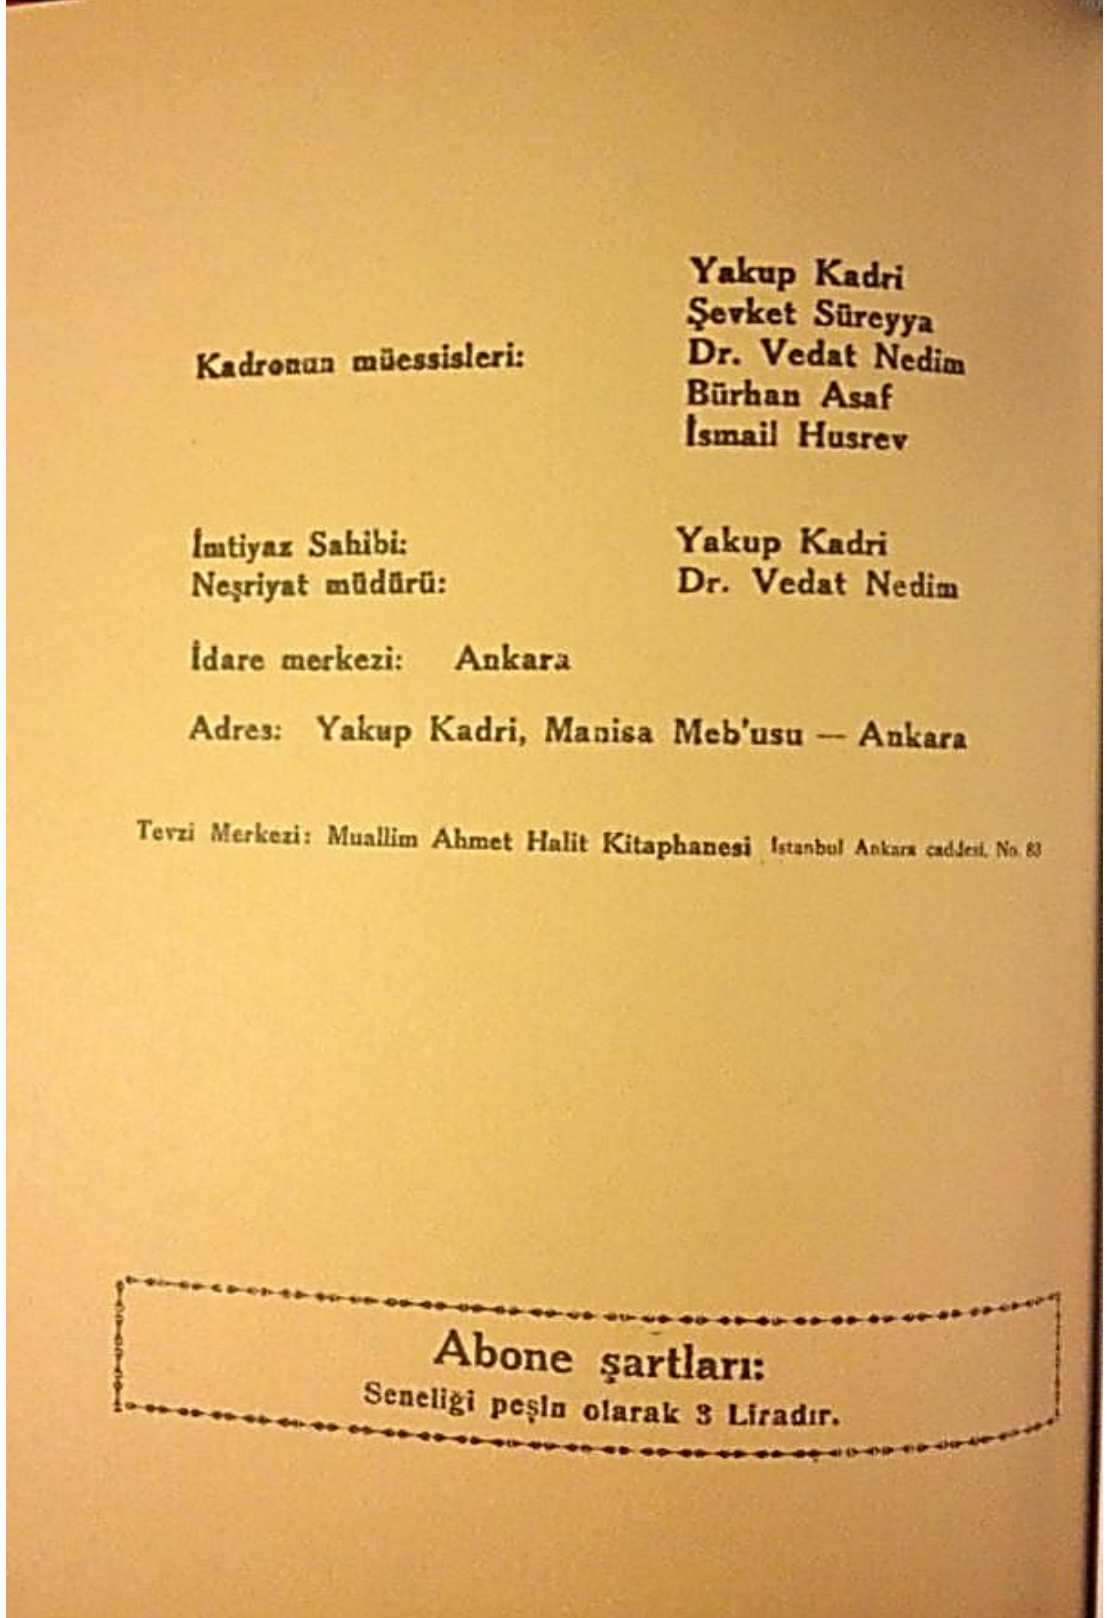 Yakup Kadri
Şevket Süreyya
Kadronun müessisleri: Dr. Vedat Nedim
Bürhan Asaf
İsmail Husrev
İmtiyaz Sahibi: Yakup Kadri
Neşriyat müdürü: Dr. Vedat Nedim
İdare merkezi: Ankara
Adres: Yakup Kadri, Manisa Meb'usu — Ankara
Tevzi Merkezi: Muallim Ahmet Halit Kitaphanesi İstanbul Ankara caddesi. No. 83
Abone şartları:
Seneliği peşin olarak 3 Liradır.